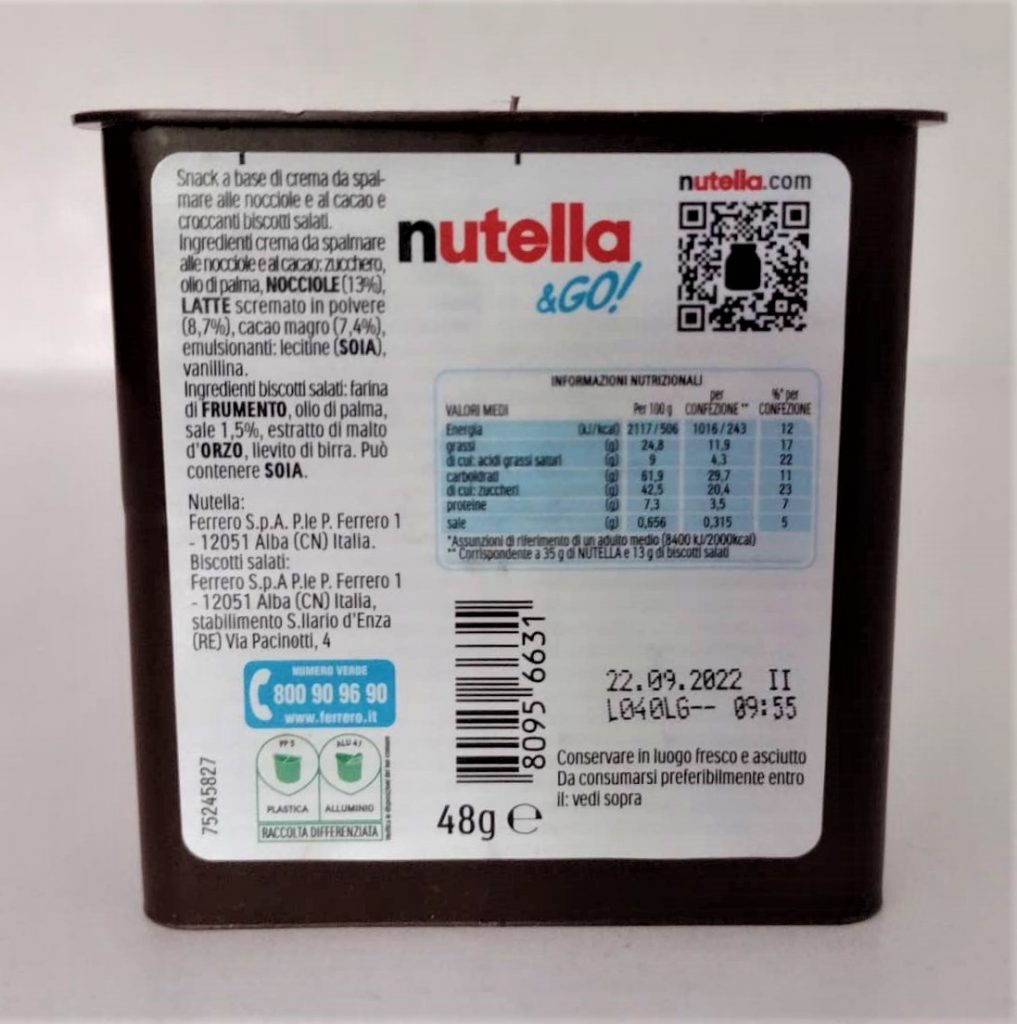 Snack a base di crema da spal-
mare alle nocciole e al cacao e
croccanti biscotti salati.
Ingredienti crema da spalmare
alle nocciole e al cacao: zucchero,
olio di palma, NOCCIOLE (13%),
LATTE scremato in polvere
(8,7%), cacao magro (7,4%),
emulsionanti: lecitine (SOIA),
vanillina.
Ingredienti biscotti salati: farina
di FRUMENTO, olio di palma,
sale 1,5%, estratto di malto
d'ORZO, lievito di birra. Può
contenere SOIA.
Nutella:
Ferrero S.p.A. P.le P. Ferrero 1
- 12051 Alba (CN) Italia.
Biscotti salati:
Ferrero S.p.A P.le P. Ferrero 1
- 12051 Alba (CN) Italia,
stabilimento S.Ilario d'Enza
(RE) Via Pacinotti, 4
NUMERO VERDE
800 90 96 90
www.ferrero.it
PP 5 ALU 41
PLASTICA ALLUMINIO
RACCOLTA DIFFERENZIATA
75245827
nutella
&GO!
nutella.com
INFORMAZIONI NUTRIZIONALI
VALORI MEDI Per 100 g per CONFEZIONE ** %* per CONFEZIONE
Energia (kJ/kcal) 2117/506 1016/243 12
grassi (g) 24,8 11,9 17
di cui: acidi grassi saturi (g) 9 4,3 22
carboidrati (g) 61,9 29,7 11
di cui: zuccheri (g) 42,5 20,4 23
proteine (g) 7,3 3,5 7
sale (g) 0,656 0,315 5
*Assunzioni di riferimento di un adulto medio (8400 kJ/2000kcal)
** Corrispondente a 35 g di NUTELLA e 13 g di biscotti salati
8095 6631
22.09.2022 II
L040LG-- 09:55
Conservare in luogo fresco e asciutto
Da consumarsi preferibilmente entro
il: vedi sopra
48g ℮